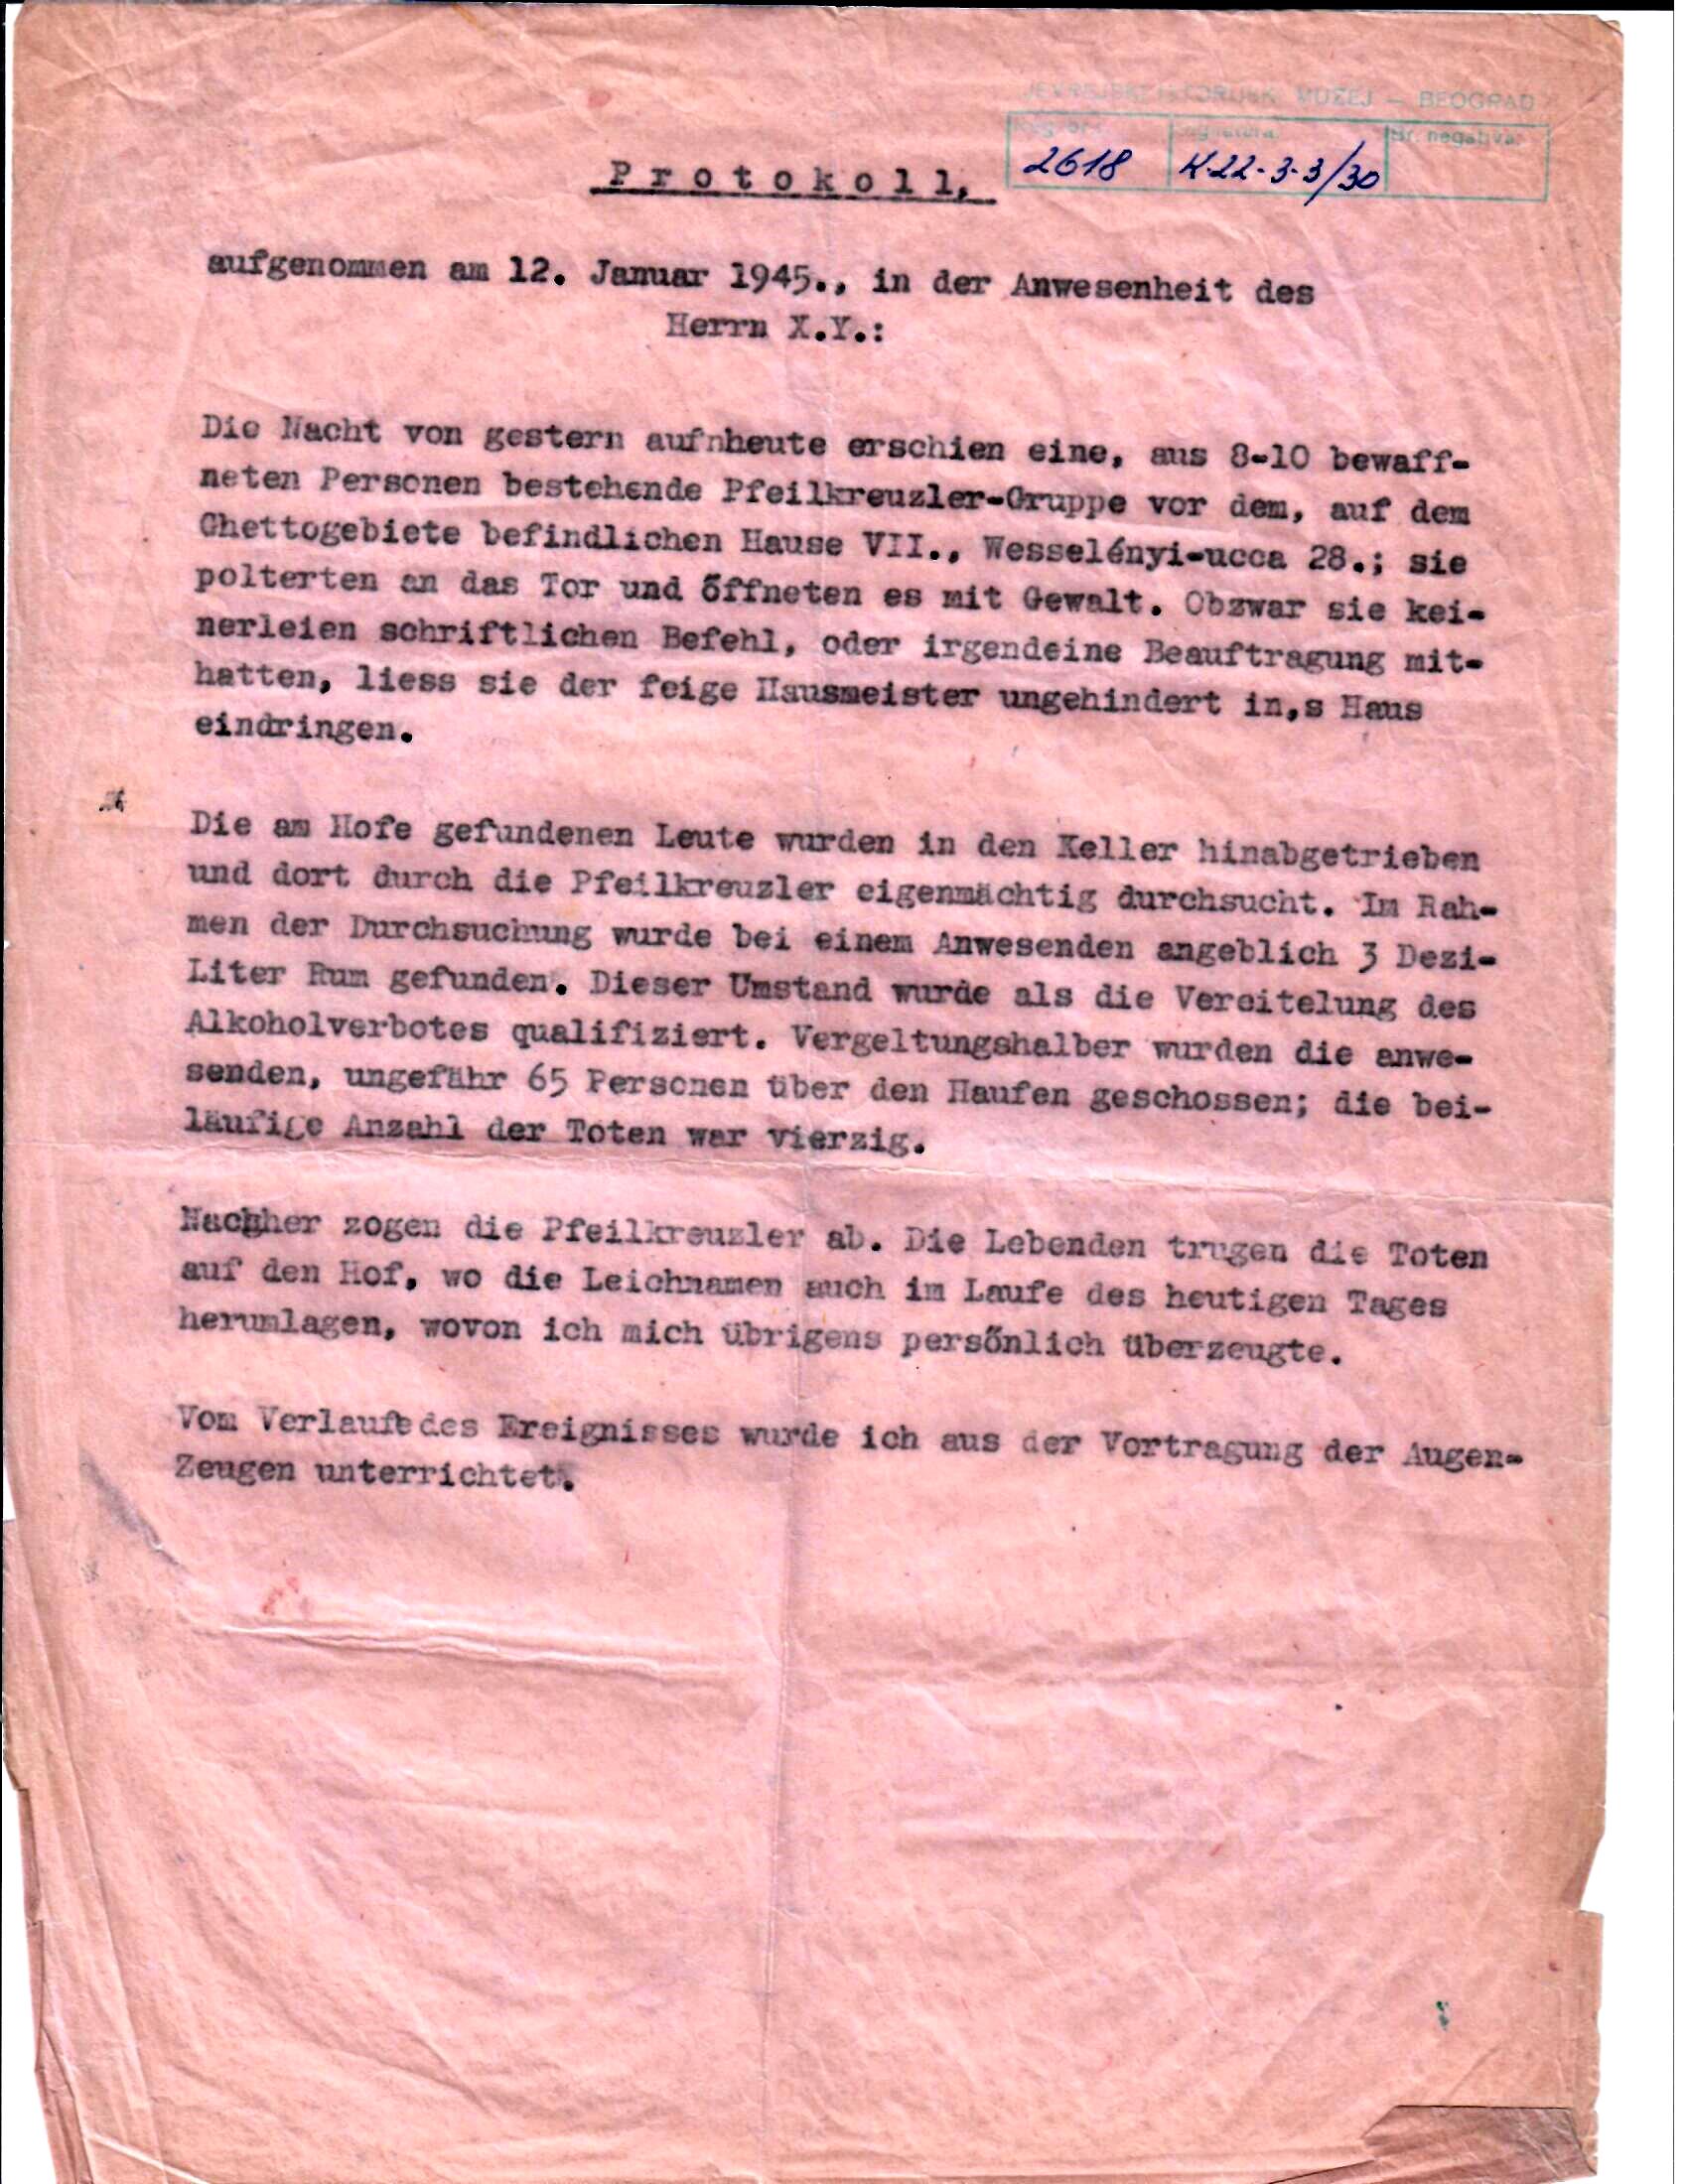 JEVREJSKI ISTORIJSKI MUZEJ — BEOGRAD
Reg. br. Signatura: Br. negativa:
2618 K.22-3-3/30
Protokoll,
aufgenommen am 12. Januar 1945., in der Anwesenheit des
Herrn X.Y.:
Die Nacht von gestern aufnheute erschien eine, aus 8-10 bewaff-
neten Personen bestehende Pfeilkreuzler-Gruppe vor dem, auf dem
Ghettogebiete befindlichen Hause VII., Wesselényi-ucca 28.; sie
polterten an das Tor und öffneten es mit Gewalt. Obzwar sie kei-
nerleien schriftlichen Befehl, oder irgendeine Beauftragung mit-
hatten, liess sie der feige Hausmeister ungehindert in,s Haus
eindringen.
Die am Hofe gefundenen Leute wurden in den Keller hinabgetrieben
und dort durch die Pfeilkreuzler eigenmächtig durchsucht. Im Rah-
men der Durchsuchung wurde bei einem Anwesenden angeblich 3 Dezi-
Liter Rum gefunden. Dieser Umstand wurde als die Vereitelung des
Alkoholverbotes qualifiziert. Vergeltungshalber wurden die anwe-
senden, ungefähr 65 Personen über den Haufen geschossen; die bei-
läufige Anzahl der Toten war vierzig.
Nachher zogen die Pfeilkreuzler ab. Die Lebenden trugen die Toten
auf den Hof, wo die Leichnamen auch im Laufe des heutigen Tages
herumlagen, wovon ich mich übrigens persőnlich überzeugte.
Vom Verlaufe des Ereignisses wurde ich aus der Vortragung der Augen-
Zeugen unterrichtet.